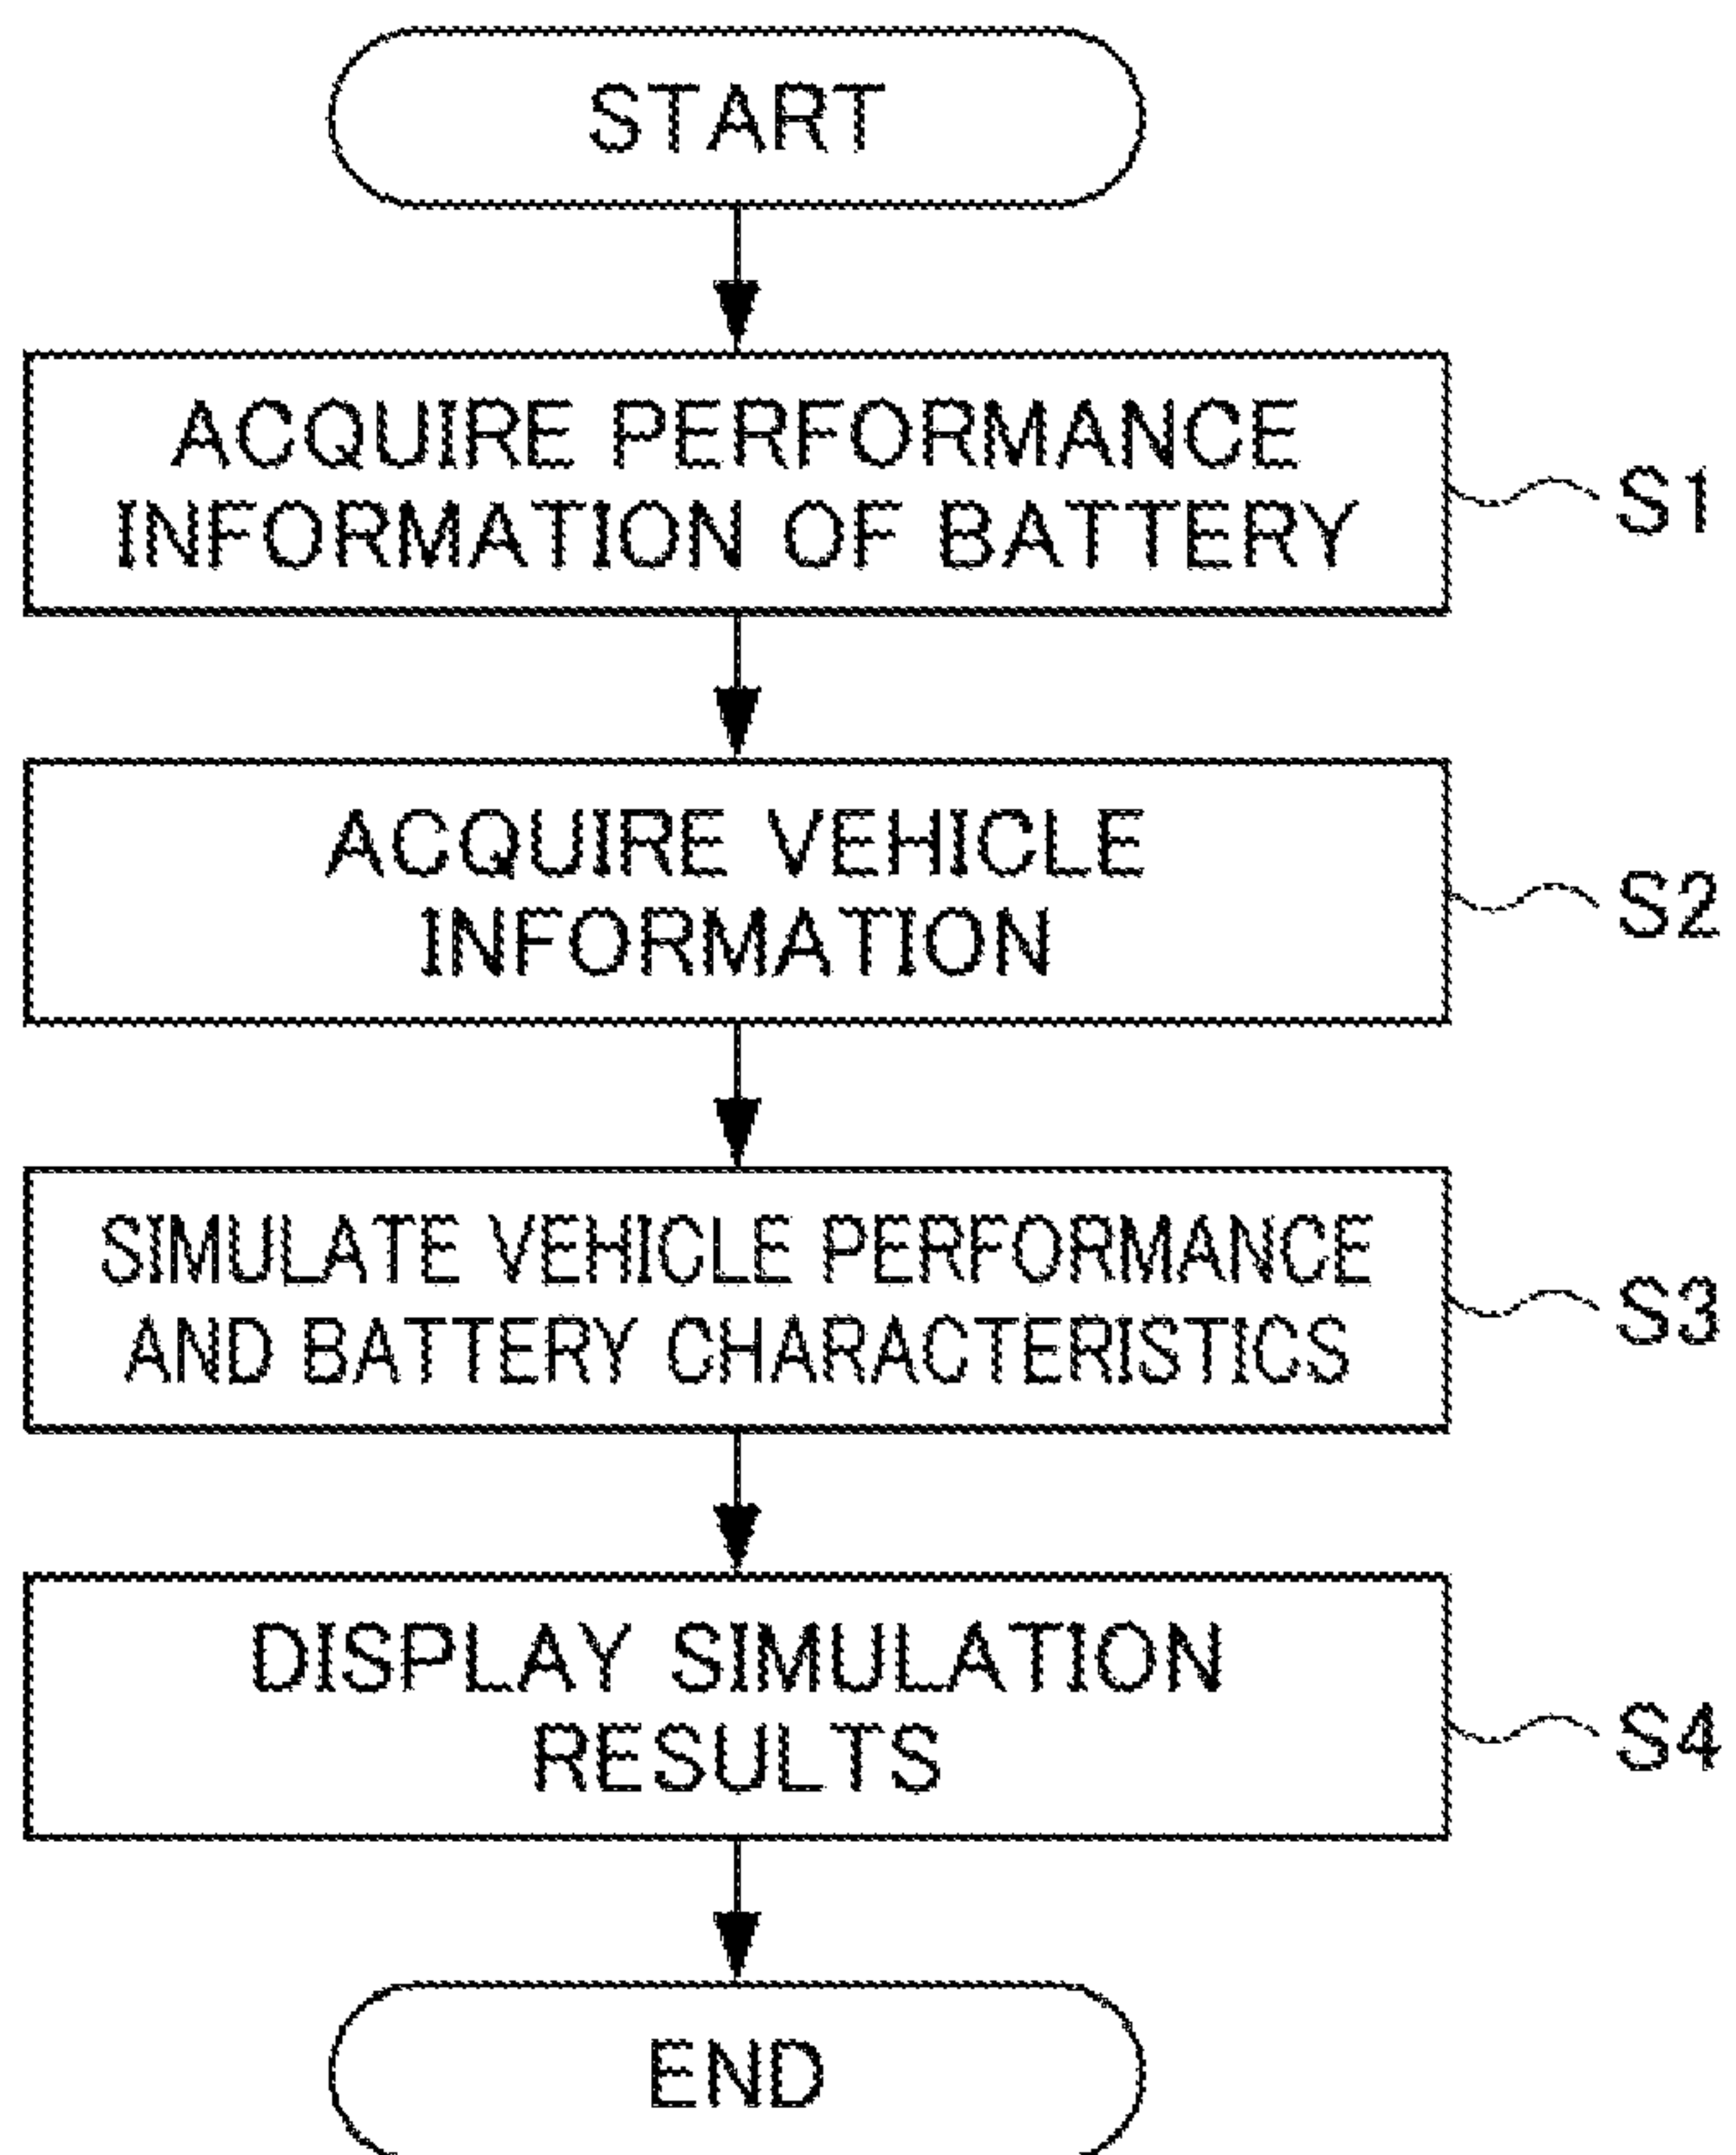 START
ACQUIRE PERFORMANCE
INFORMATION OF BATTERY
S1
ACQUIRE VEHICLE
INFORMATION
S2
SIMULATE VEHICLE PERFORMANCE
AND BATTERY CHARACTERISTICS
S3
DISPLAY SIMULATION
RESULTS
S4
END